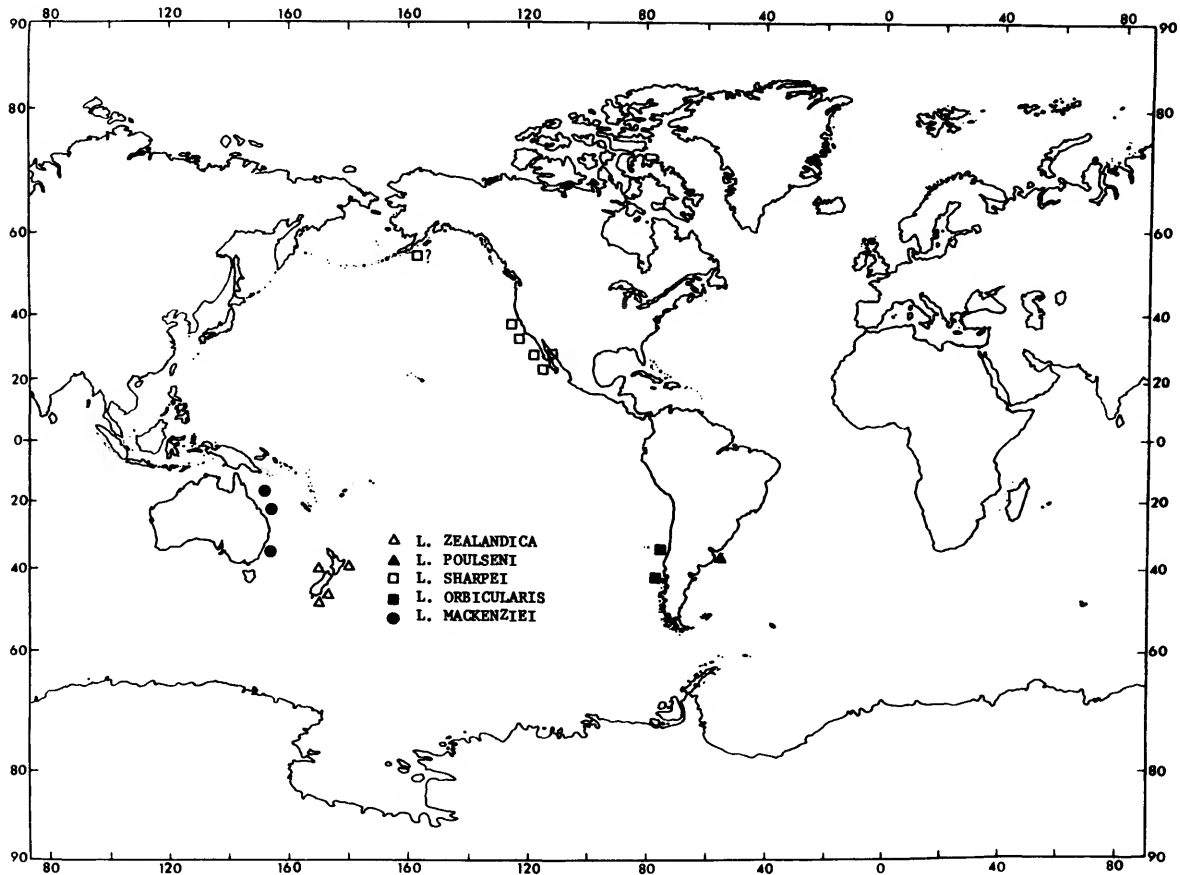 80 120 160 160 120 80 40 0 40 80
90 90
80 80
60 60
?
40 40
20 20
0 0
20 20
L. ZEALANDICA
L. POULSENI
40 L. SHARPEI 40
L. ORBICULARIS
L. MACKENZIEI
60 60
80 80
90 90
80 120 160 160 120 80 40 0 40 80